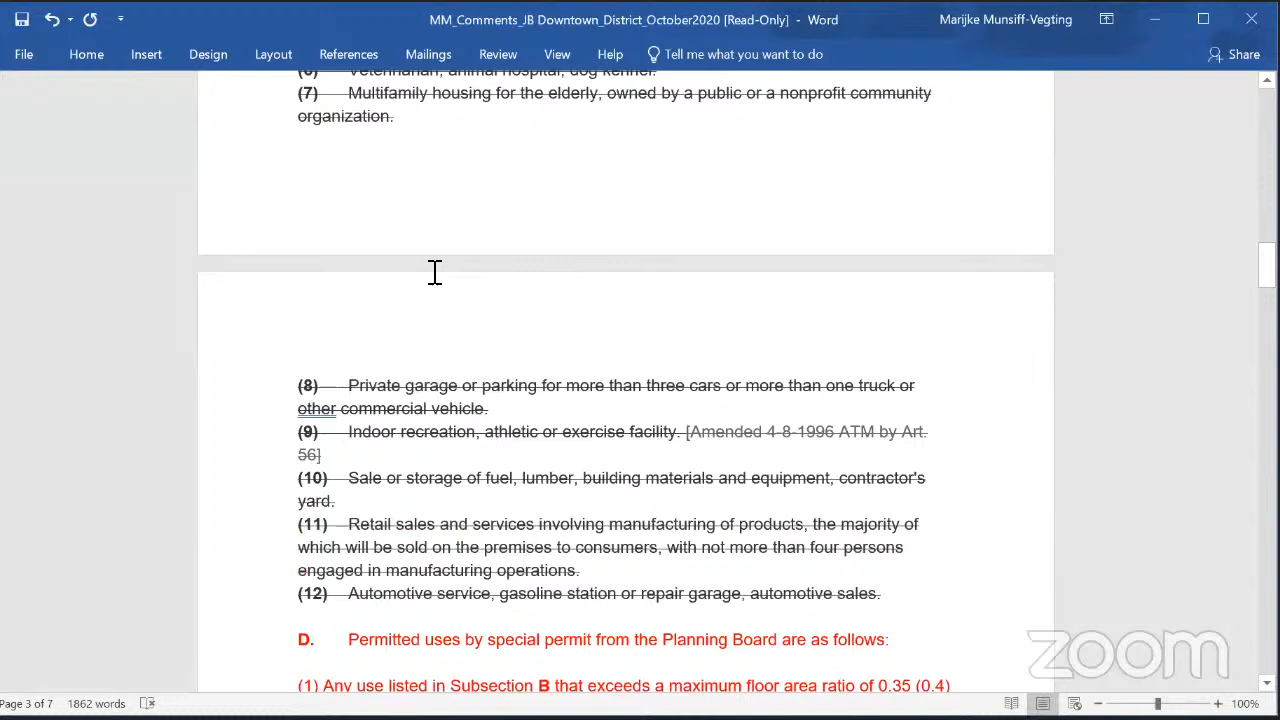 MM_Comments_JB Downtown_District_October2020 [Read-Only] - Word
Marijke Munsiff-Vegting
File Home Insert Design Layout References Mailings Review View Help Tell me what you want to do Share
(6) Veterinarian, animal hospital, dog kennel.
(7) Multifamily housing for the elderly, owned by a public or a nonprofit community
organization.
(8) Private garage or parking for more than three cars or more than one truck or
other commercial vehicle.
(9) Indoor recreation, athletic or exercise facility. [Amended 4-8-1996 ATM by Art.
56]
(10) Sale or storage of fuel, lumber, building materials and equipment, contractor's
yard.
(11) Retail sales and services involving manufacturing of products, the majority of
which will be sold on the premises to consumers, with not more than four persons
engaged in manufacturing operations.
(12) Automotive service, gasoline station or repair garage, automotive sales.
D. Permitted uses by special permit from the Planning Board are as follows:
(1) Any use listed in Subsection B that exceeds a maximum floor area ratio of 0.35 (0.4)
zoom
Page 3 of 7 1862 words 100%